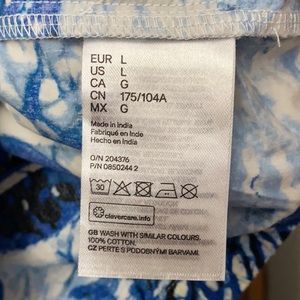 EUR L
US L
CA G
CN 175/104A
MX G
Made in India
Fabriqué en Inde
Hecho en India
O/N 204376
P/N 0850244 2
30
clevercare.info
GB WASH WITH SIMILAR COLOURS.
100% COTTON.
CZ PERTE S PODOBNÝMI BARVAMI.